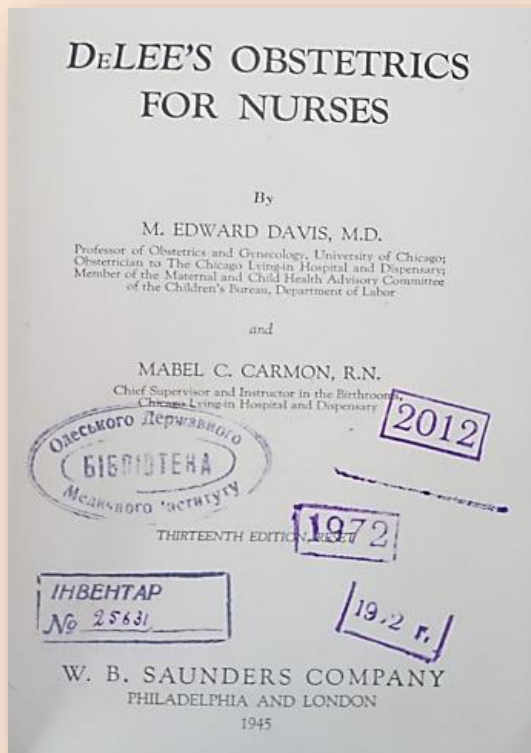 DeLEE'S OBSTETRICS
FOR NURSES
By
M. EDWARD DAVIS, M.D.
Professor of Obstetrics and Gynecology, University of Chicago;
Obstetrician to The Chicago Lying-in Hospital and Dispensary;
Member of the Maternal and Child Health Advisory Committee
of the Children's Bureau, Department of Labor
and
MABEL C. CARMON, R.N.
Chief Supervisor and Instructor in the Birthrooms,
Chicago Lying-in Hospital and Dispensary
2012
Одеського Державного
БІБЛІОТЕКА
Медичного
1972
THIRTEENTH EDITION, RESET
ІНВЕНТАР
№ 25631
г.
W. B. SAUNDERS COMPANY
PHILADELPHIA AND LONDON
1945